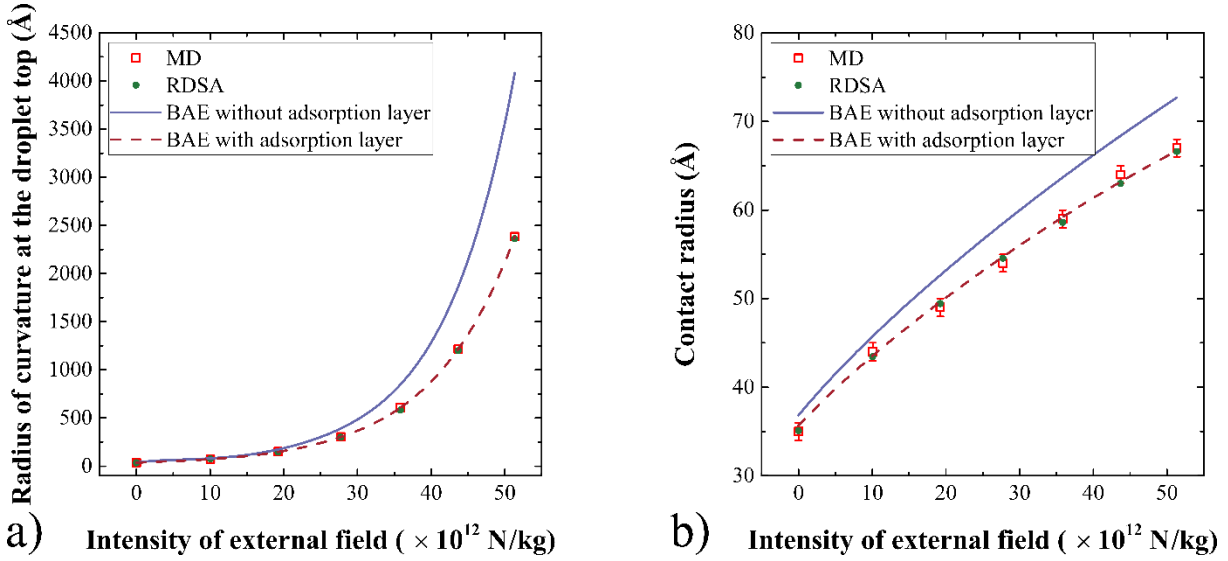 Radius of curvature at the droplet top (Å)
4500
4000
3500
3000
2500
2000
1500
1000
500
0
MD
RDSA
BAE without adsorption layer
BAE with adsorption layer
0 10 20 30 40 50
a) Intensity of external field ( × 10¹² N/kg)
Contact radius (Å)
80
70
60
50
40
30
MD
RDSA
BAE without adsorption layer
BAE with adsorption layer
0 10 20 30 40 50
b) Intensity of external field ( × 10¹² N/kg)